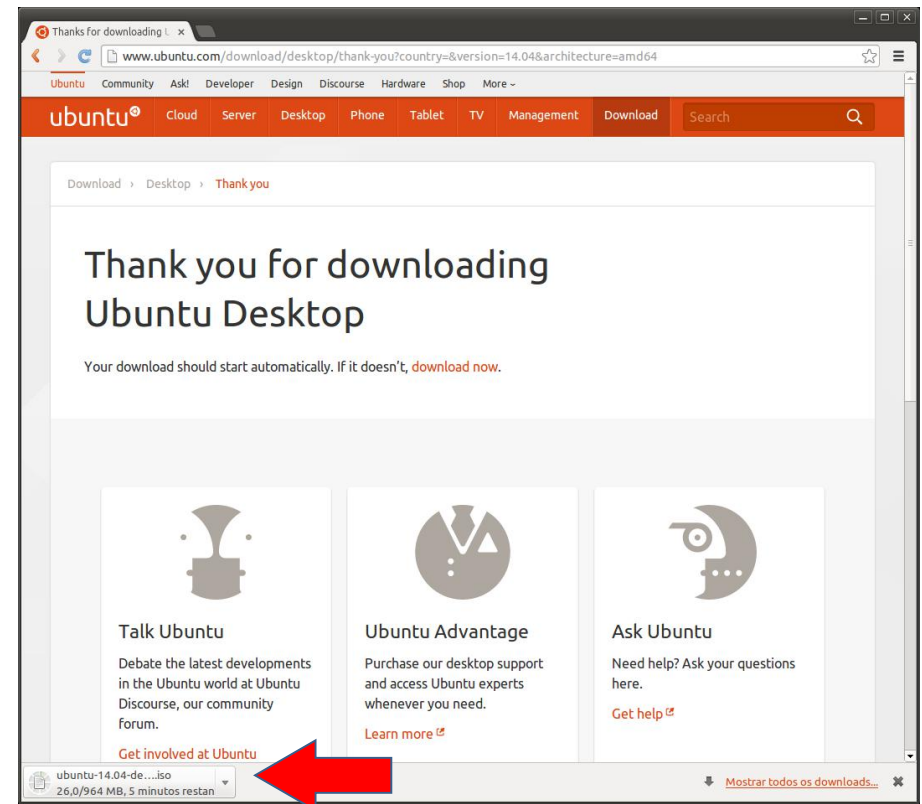 Thanks for downloading U
www.ubuntu.com/download/desktop/thank-you?country=&version=14.04&architecture=amd64
Ubuntu Community Ask! Developer Design Discourse Hardware Shop More
ubuntu® Cloud Server Desktop Phone Tablet TV Management Download Search
Download › Desktop › Thank you
Thank you for downloading
Ubuntu Desktop
Your download should start automatically. If it doesn't, download now.
Talk Ubuntu
Debate the latest developments
in the Ubuntu world at Ubuntu
Discourse, our community
forum.
Get involved at Ubuntu
Ubuntu Advantage
Purchase our desktop support
and access Ubuntu experts
whenever you need.
Learn more
Ask Ubuntu
Need help? Ask your questions
here.
Get help
ubuntu-14.04-de....iso
26,0/964 MB, 5 minutos restan
Mostrar todos os downloads...